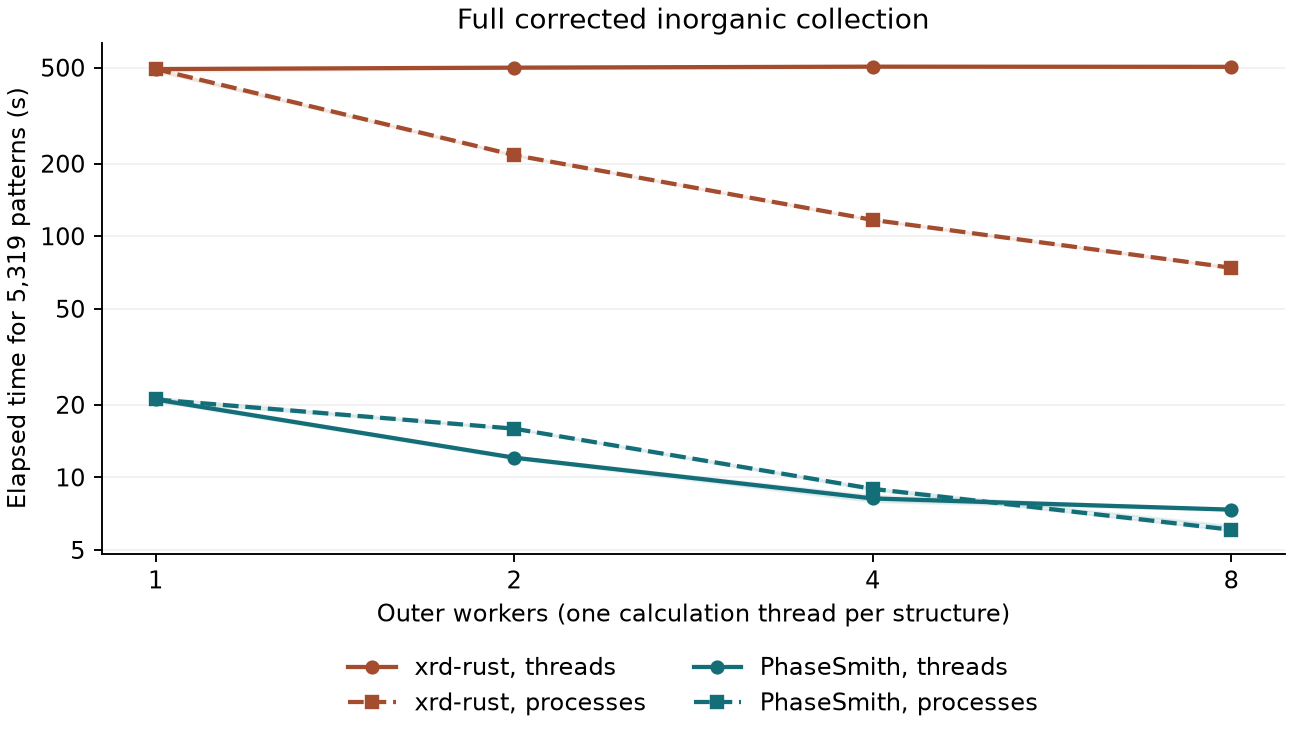 Full corrected inorganic collection
Elapsed time for 5,319 patterns (s)
500
200
100
50
20
10
5
1
2
4
8
Outer workers (one calculation thread per structure)
xrd-rust, threads
xrd-rust, processes
PhaseSmith, threads
PhaseSmith, processes